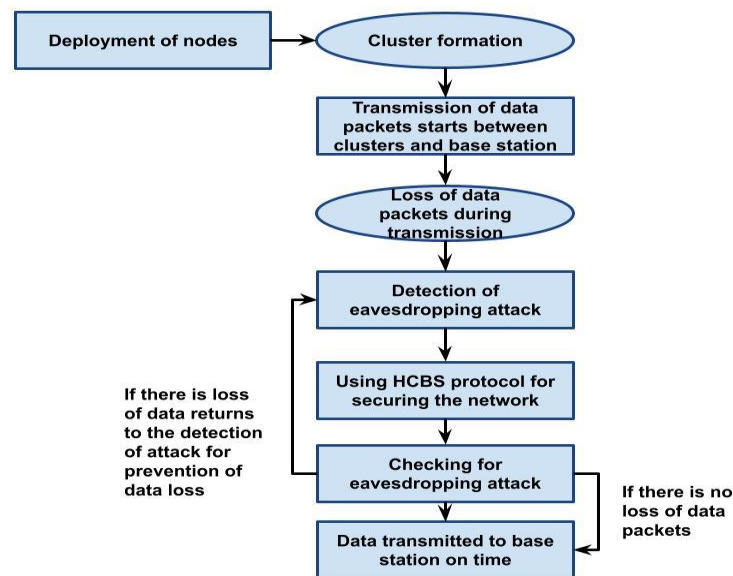 Deployment of nodes
Cluster formation
Transmission of data
packets starts between
clusters and base station
Loss of data
packets during
transmission
Detection of
eavesdropping attack
Using HCBS protocol for
securing the network
If there is loss
of data returns
to the detection
of attack for
prevention of
data loss
Checking for
eavesdropping attack
If there is no
loss of data
packets
Data transmitted to base
station on time